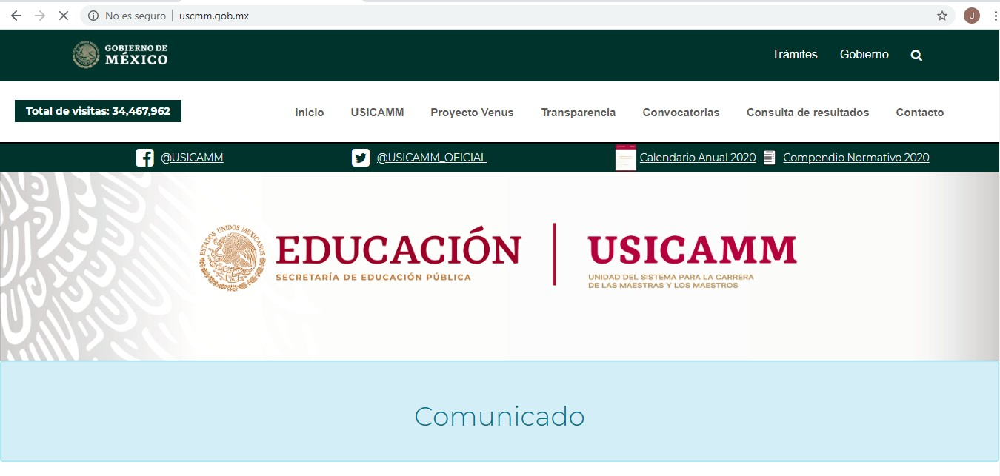 No es seguro | uscmm.gob.mx
J
GOBIERNO DE
MÉXICO
Trámites Gobierno
Total de visitas: 34,467,962
Inicio USICAMM Proyecto Venus Transparencia Convocatorias Consulta de resultados Contacto
@USICAMM @USICAMM_OFICIAL Calendario Anual 2020 Compendio Normativo 2020
ESTADOS UNIDOS MEXICANOS
EDUCACIÓN
SECRETARÍA DE EDUCACIÓN PÚBLICA
USICAMM
UNIDAD DEL SISTEMA PARA LA CARRERA
DE LAS MAESTRAS Y LOS MAESTROS
Comunicado